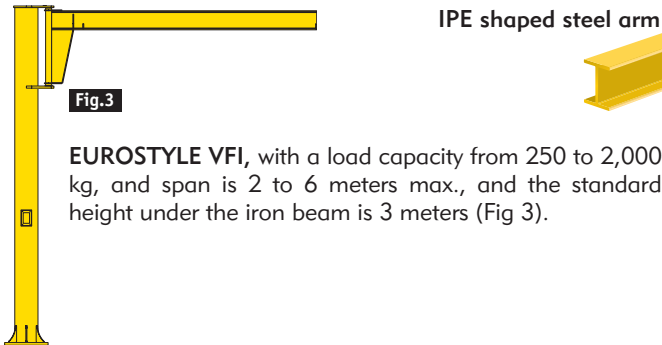 IPE shaped steel arm
Fig.3
EUROSTYLE VFI, with a load capacity from 250 to 2,000
kg, and span is 2 to 6 meters max., and the standard
height under the iron beam is 3 meters (Fig 3).